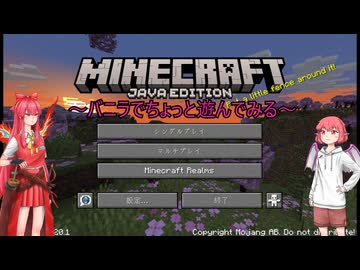 MINECRAFT
JAVA EDITION
a little fence around it!
～バニラでちょっと遊んでみる～
シングルプレイ
マルチプレイ
Minecraft Realms
設定...
終了
20.1
Copyright Mojang AB. Do not distribute!